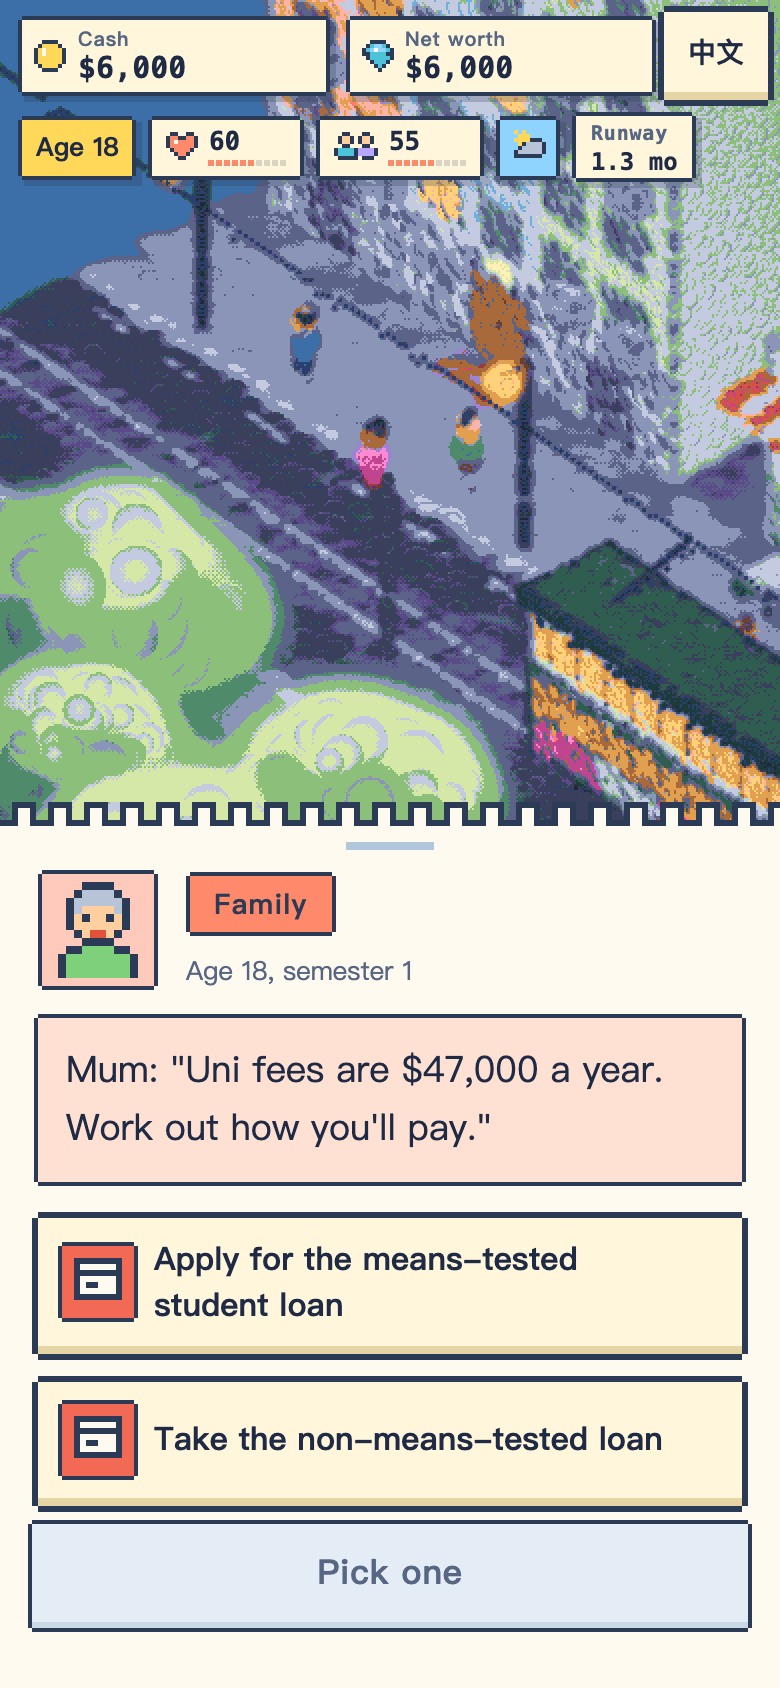 Cash
$6,000
Net worth
$6,000
中文
Age 18
60
55
Runway
1.3 mo
Family
Age 18, semester 1
Mum: "Uni fees are $47,000 a year.
Work out how you'll pay."
Apply for the means-tested
student loan
Take the non-means-tested loan
Pick one